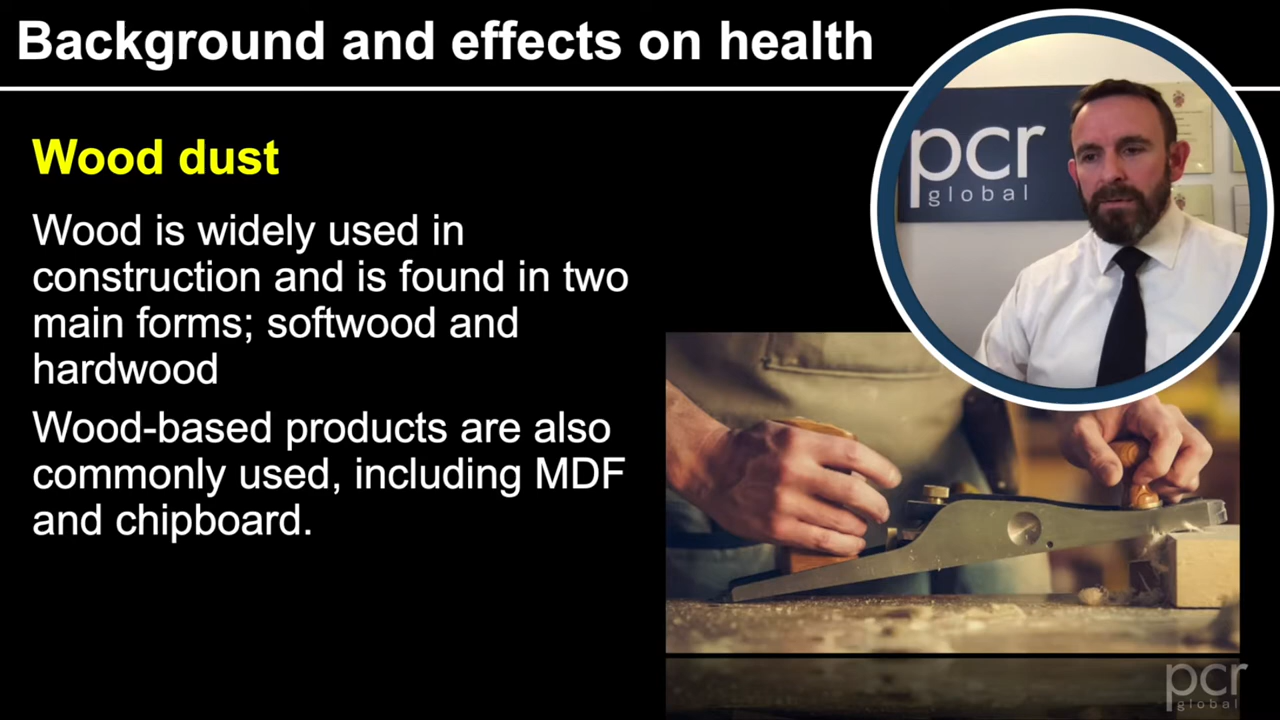 Background and effects on health
pcr
global
Wood dust
Wood is widely used in
construction and is found in two
main forms; softwood and
hardwood
Wood-based products are also
commonly used, including MDF
and chipboard.
pcr
global